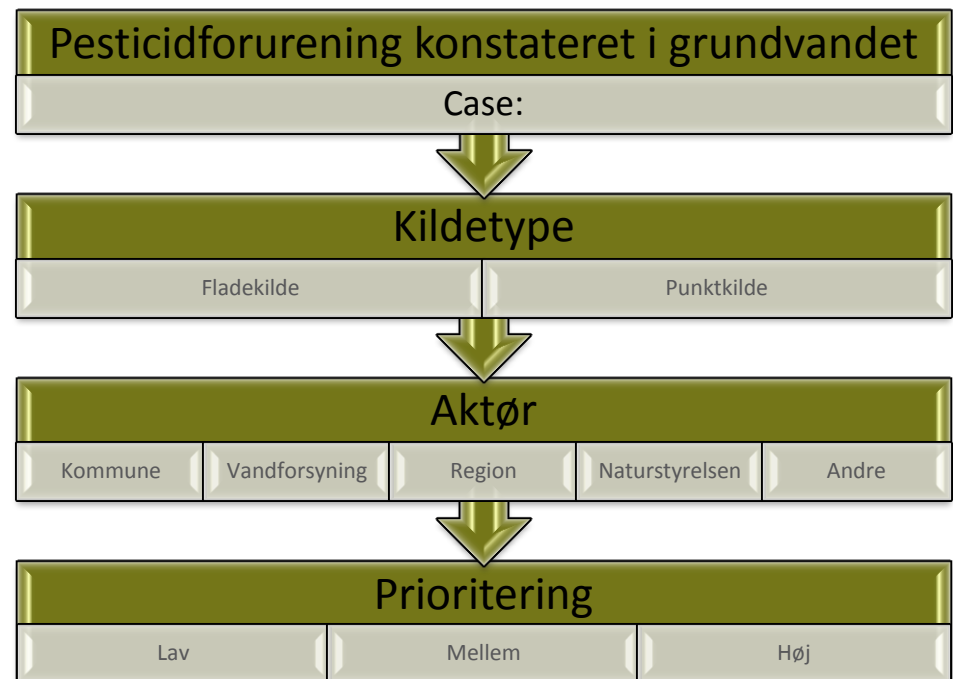 Pesticidforurening konstateret i grundvandet
Case:
Kildetype
Fladekilde Punktkilde
Aktør
Kommune Vandforsyning Region Naturstyrelsen Andre
Prioritering
Lav Mellem Høj